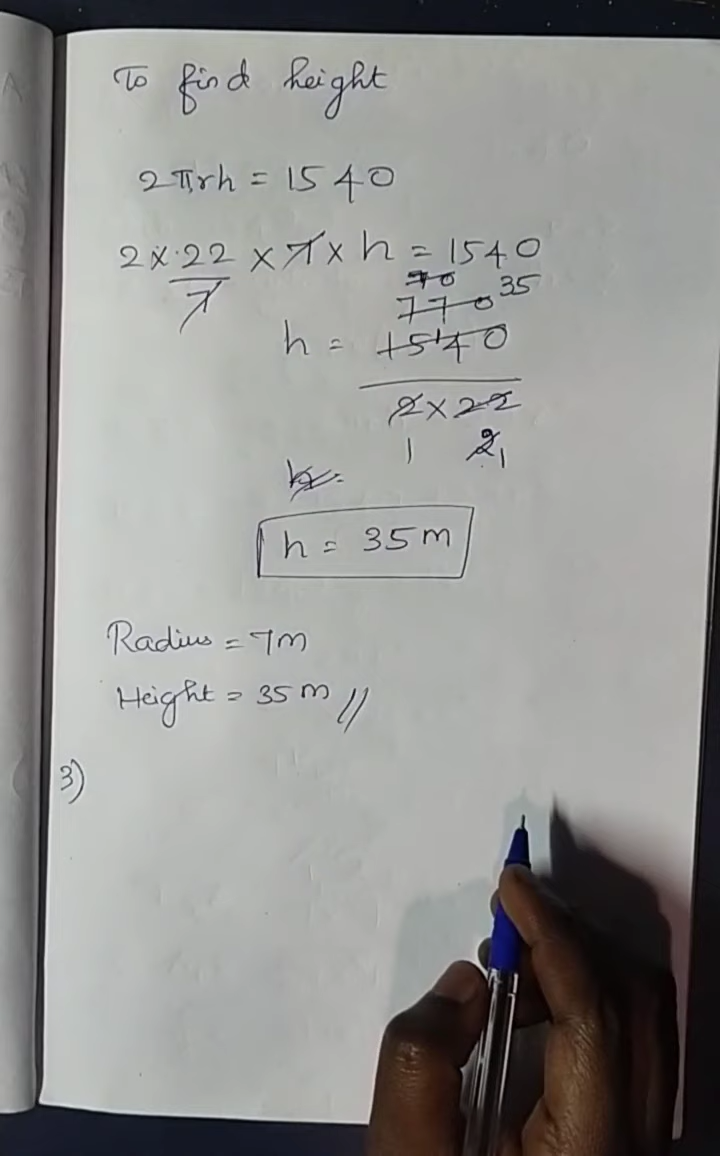 To find height
2πrh = 1540
2 × 22 × 7 × h = 1540
7
70 35
770
h = 1540
2 × 22
1 2 1
h = 35 m
Radius = 7m
Height = 35 m //
3)